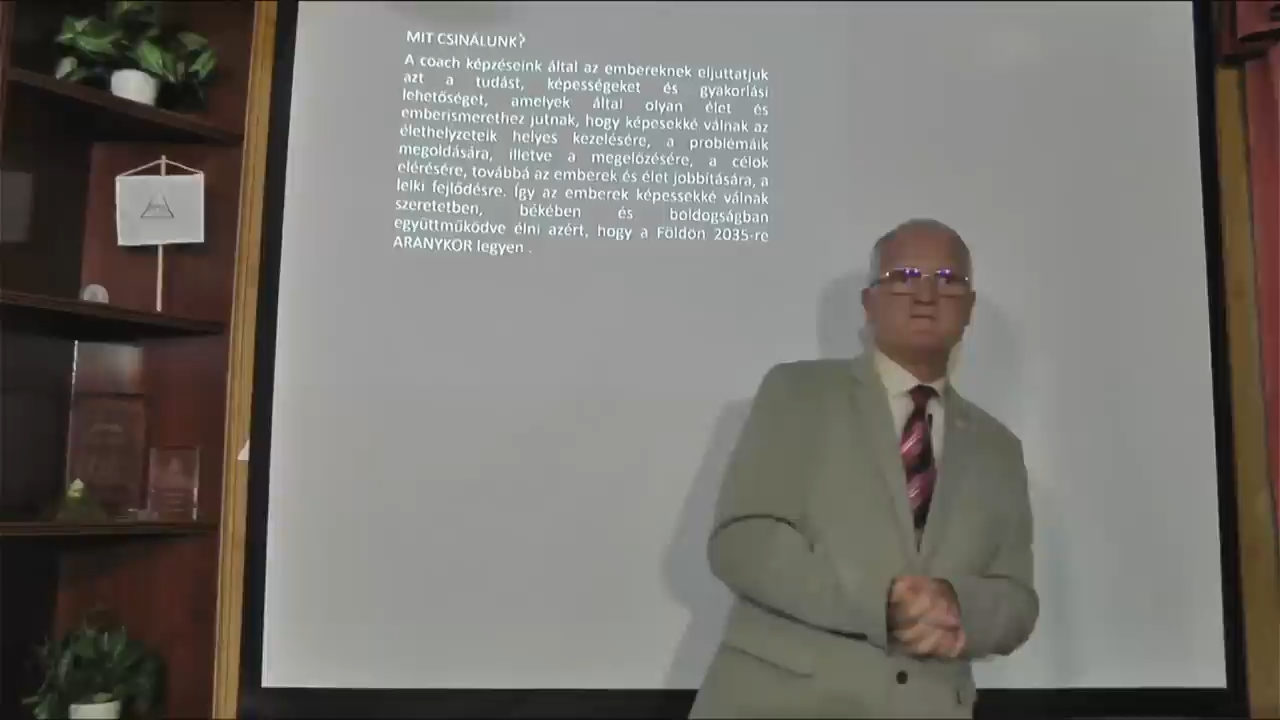 MIT CSINÁLUNK?
A coach képzéseink által az embereknek eljuttatjuk
azt a tudást, képességeket és gyakorlási
lehetőséget, amelyek által olyan élet és
emberismerethez jutnak, hogy képesekké válnak az
élethelyzeteik helyes kezelésére, a problémáik
megoldására, illetve a megelőzésére, a célok
elérésére, továbbá az emberek és élet jobbítására, a
lelki fejlődésre. Így az emberek képessekké válnak
szeretetben, békében és boldogságban
együttműködve élni azért, hogy a Földön 2035-re
ARANYKOR legyen .